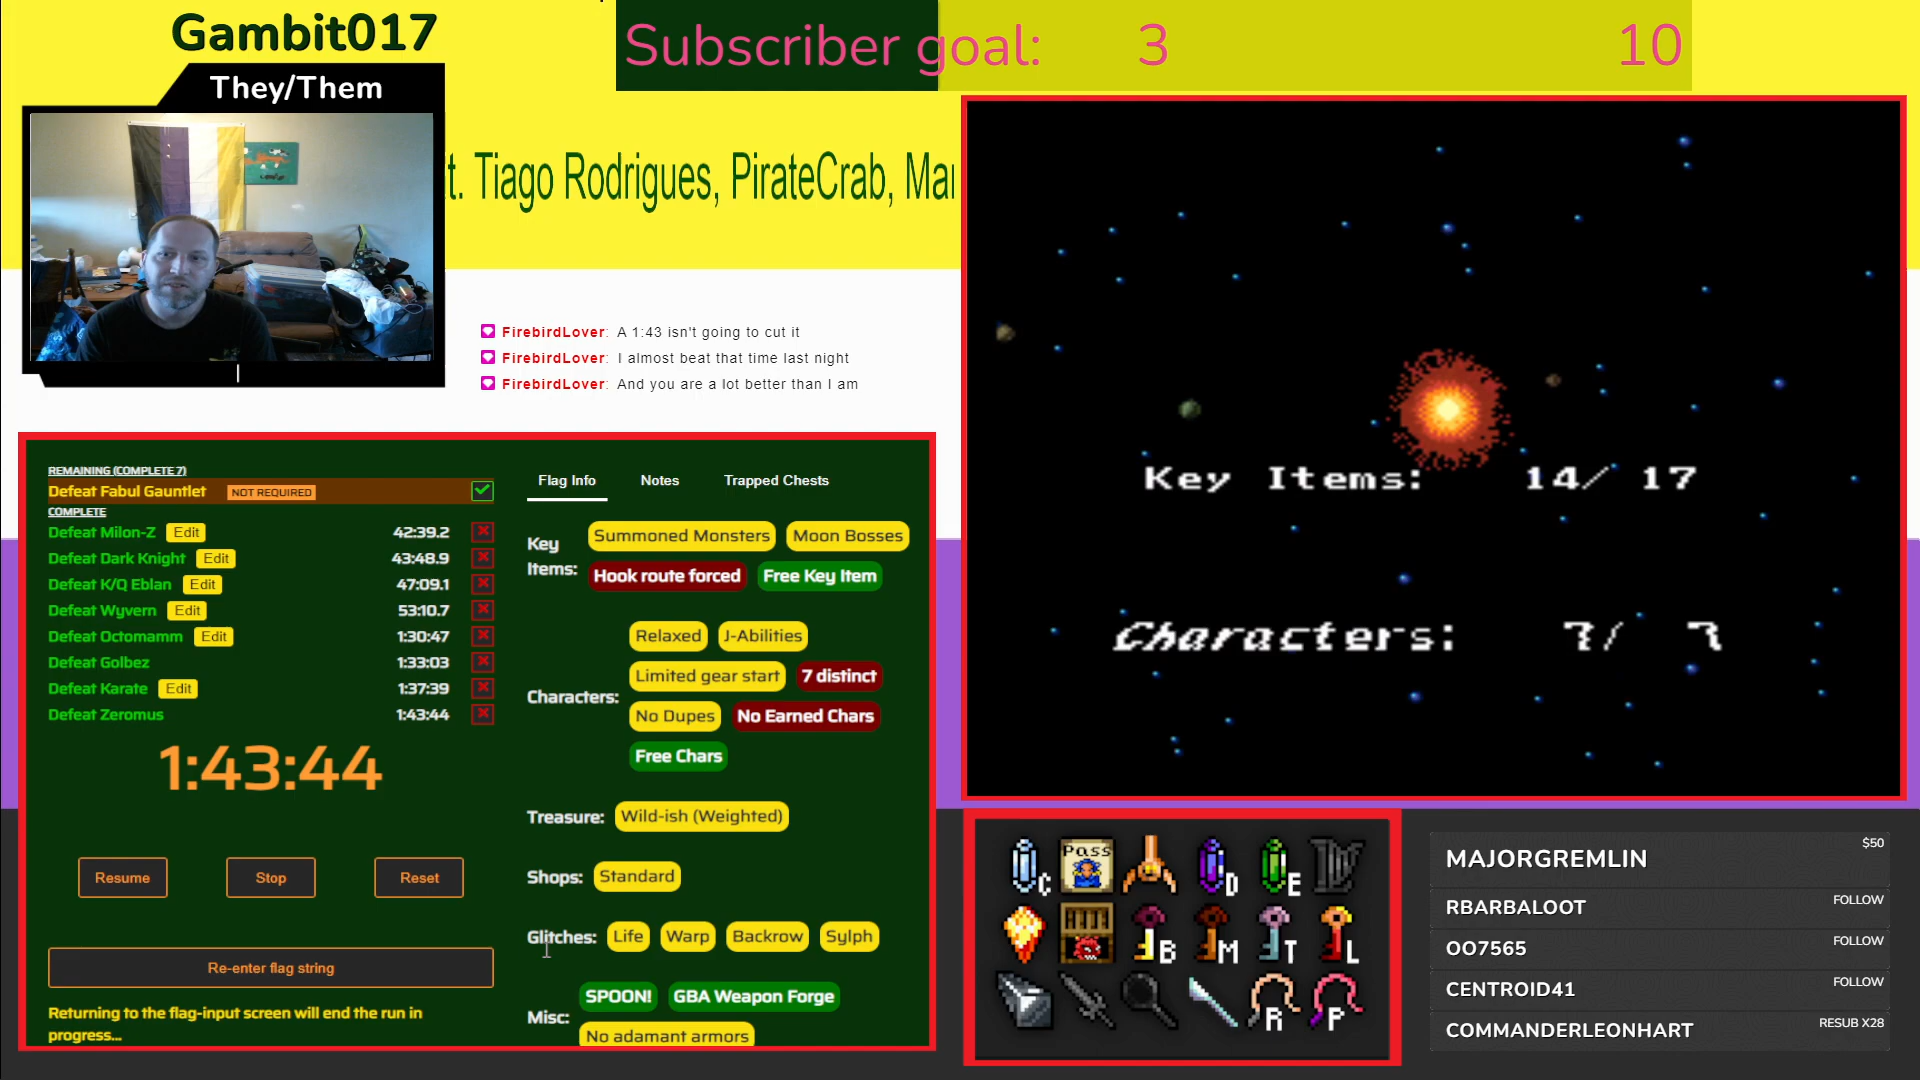 Gambit017
They/Them
Subscriber goal: 3 10
t. Tiago Rodrigues, PirateCrab, Mar
FirebirdLover: A 1:43 isn't going to cut it
FirebirdLover: I almost beat that time last night
FirebirdLover: And you are a lot better than I am
REMAINING (COMPLETE 7)
Defeat Fabul Gauntlet NOT REQUIRED
COMPLETE
Defeat Milon-Z Edit 42:39.2
Defeat Dark Knight Edit 43:48.9
Defeat K/Q Eblan Edit 47:09.1
Defeat Wyvern Edit 53:10.7
Defeat Octomamm Edit 1:30:47
Defeat Golbez 1:33:03
Defeat Karate Edit 1:37:39
Defeat Zeromus 1:43:44
1:43:44
Resume Stop Reset
Re-enter flag string
Returning to the flag-input screen will end the run in
progress...
Flag Info Notes Trapped Chests
Key Items: Summoned Monsters Moon Bosses
Hook route forced Free Key Item
Characters: Relaxed J-Abilities
Limited gear start 7 distinct
No Dupes No Earned Chars
Free Chars
Treasure: Wild-ish (Weighted)
Shops: Standard
Glitches: Life Warp Backrow Sylph
Misc: SPOON! GBA Weapon Forge
No adamant armors
Key Items: 14/ 17
Characters: 7/ 7
C Pass D E
B M T L
R P
MAJORGREMLIN $50
RBARBALOOT FOLLOW
OO7565 FOLLOW
CENTROID41 FOLLOW
COMMANDERLEONHART RESUB X28